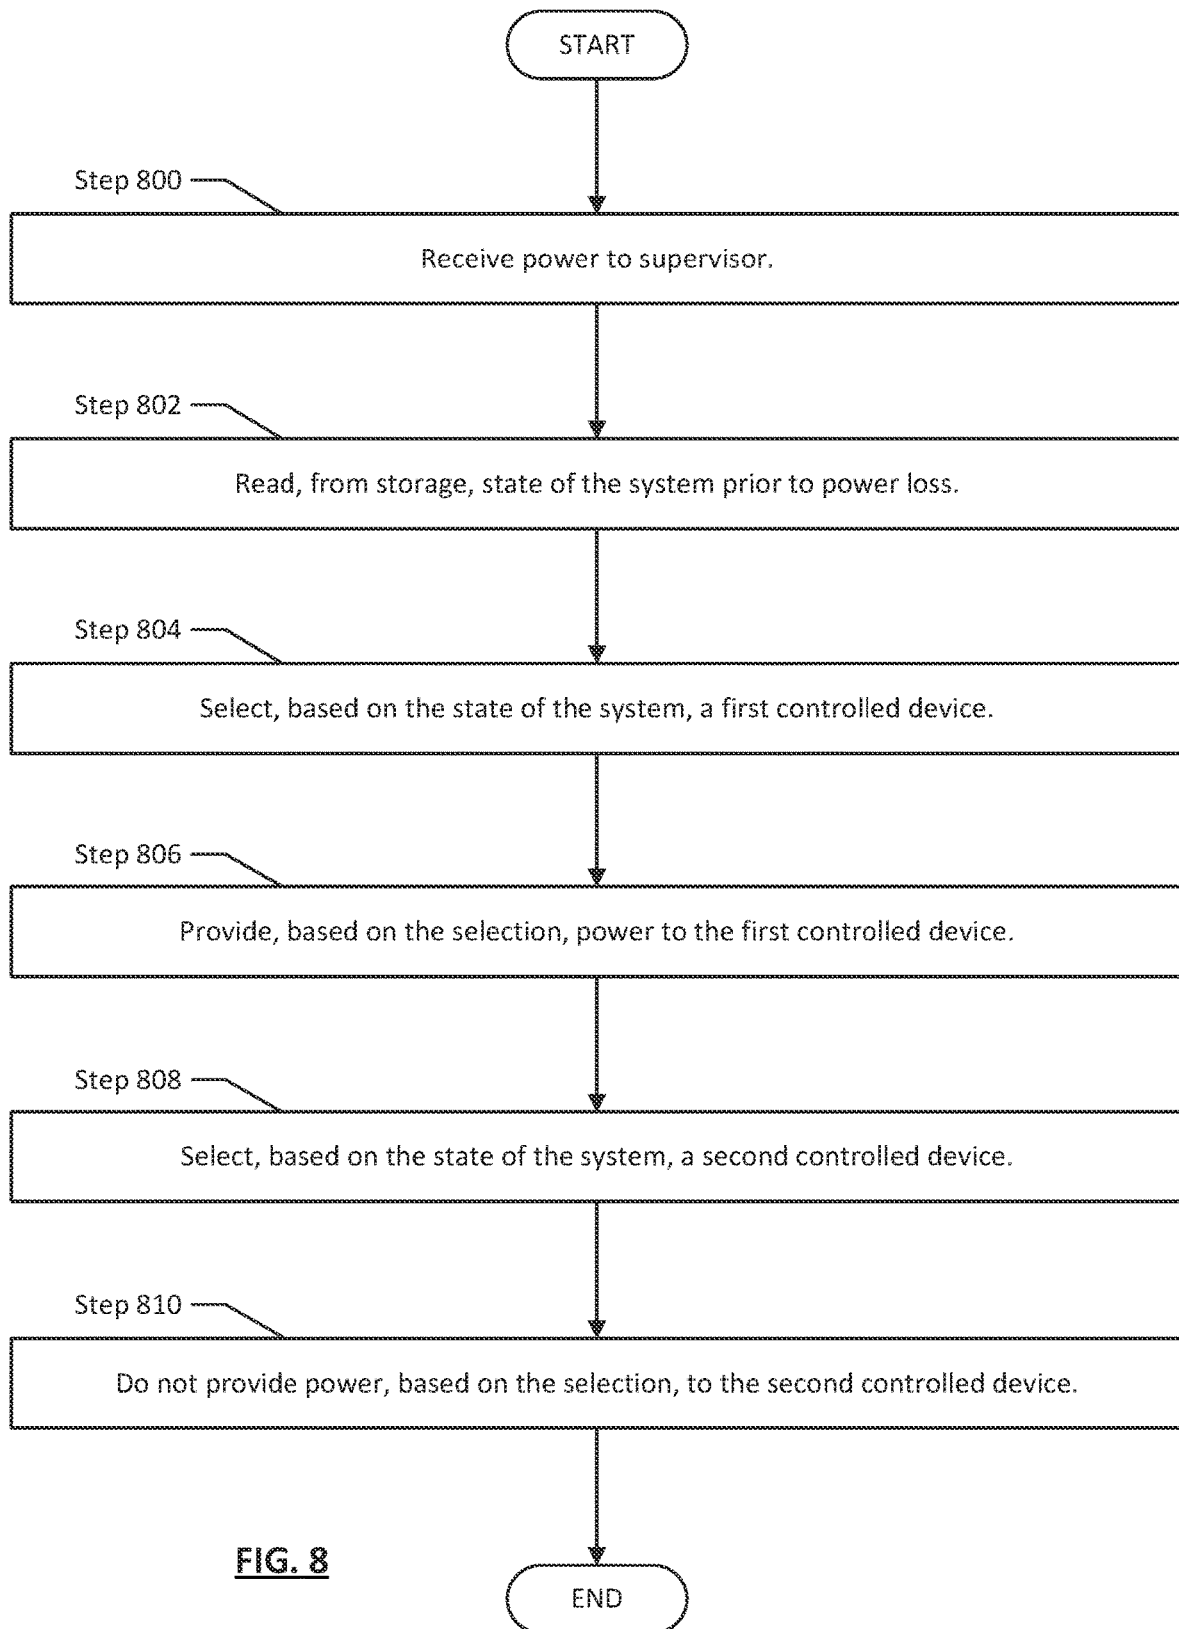 START
Step 800
Receive power to supervisor.
Step 802
Read, from storage, state of the system prior to power loss.
Step 804
Select, based on the state of the system, a first controlled device.
Step 806
Provide, based on the selection, power to the first controlled device.
Step 808
Select, based on the state of the system, a second controlled device.
Step 810
Do not provide power, based on the selection, to the second controlled device.
FIG. 8
END